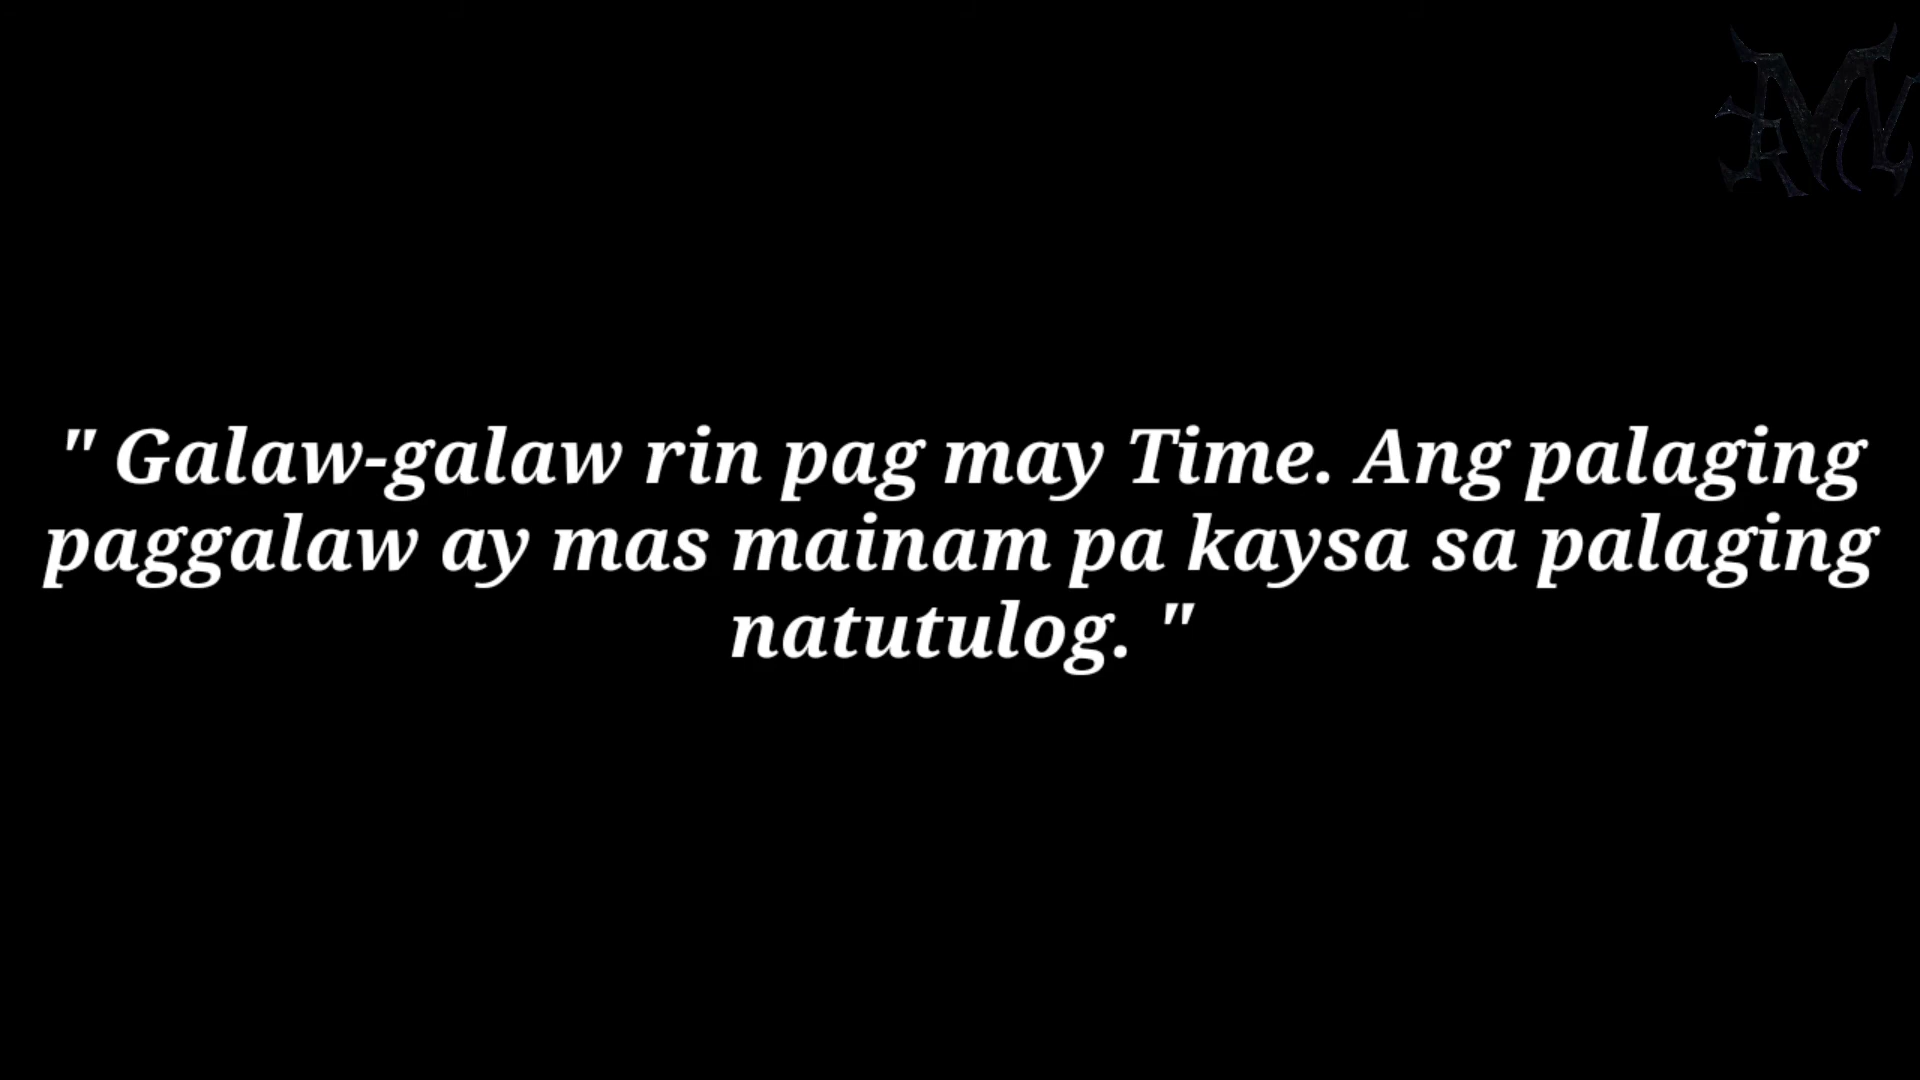 " Galaw-galaw rin pag may Time. Ang palaging
paggalaw ay mas mainam pa kaysa sa palaging
natutulog. "